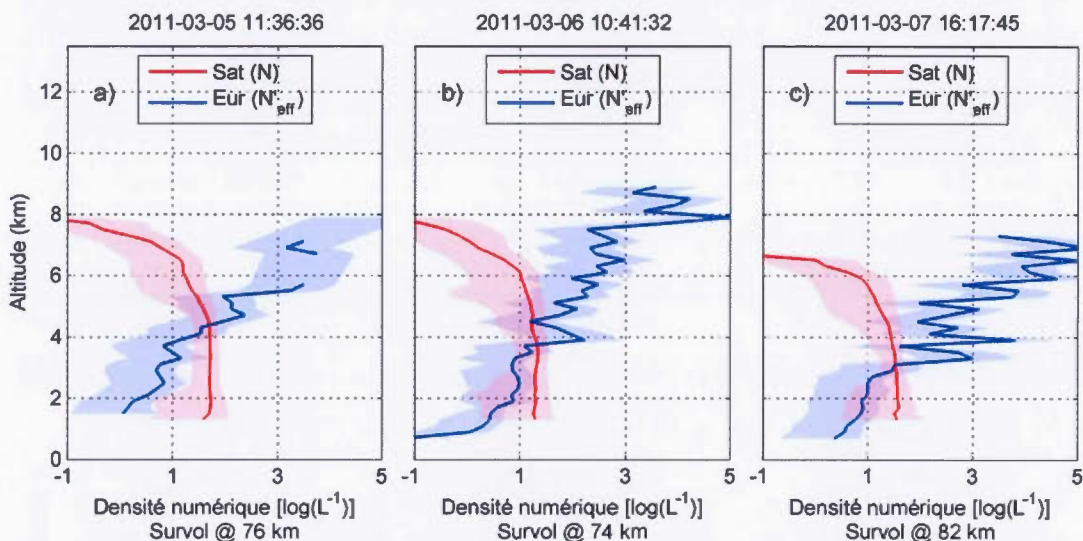 2011-03-05 11:36:36
2011-03-06 10:41:32
2011-03-07 16:17:45
Sat (N)
Eur (N'eff)
a)
Sat (N)
Eur (N'eff)
b)
Sat (N)
Eur (N'eff)
c)
Altitude (km)
12
10
8
6
4
2
0
-1 1 3 5
-1 1 3 5
-1 1 3 5
Densité numérique [log(L⁻¹)]
Survol @ 76 km
Densité numérique [log(L⁻¹)]
Survol @ 74 km
Densité numérique [log(L⁻¹)]
Survol @ 82 km